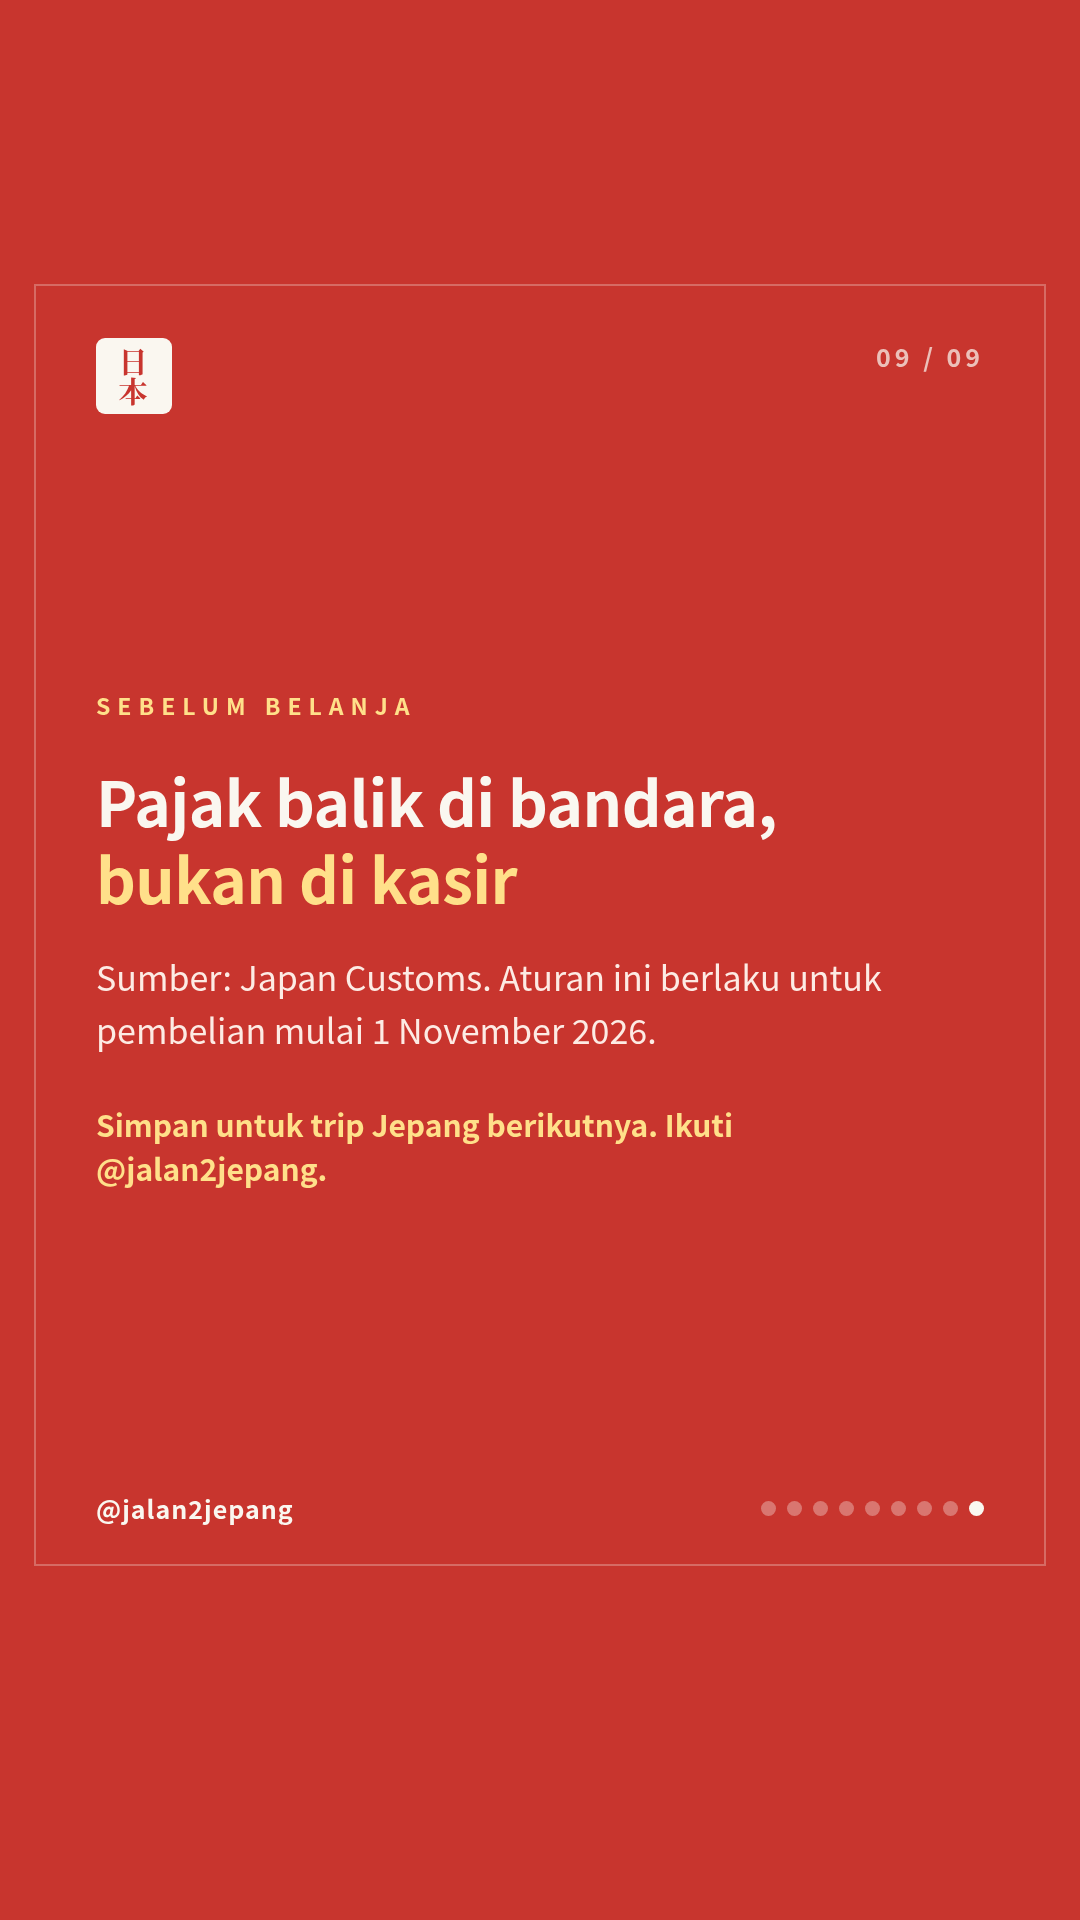 日
本
09 / 09
SEBELUM BELANJA
Pajak balik di bandara,
bukan di kasir
Sumber: Japan Customs. Aturan ini berlaku untuk
pembelian mulai 1 November 2026.
Simpan untuk trip Jepang berikutnya. Ikuti
@jalan2jepang.
@jalan2jepang